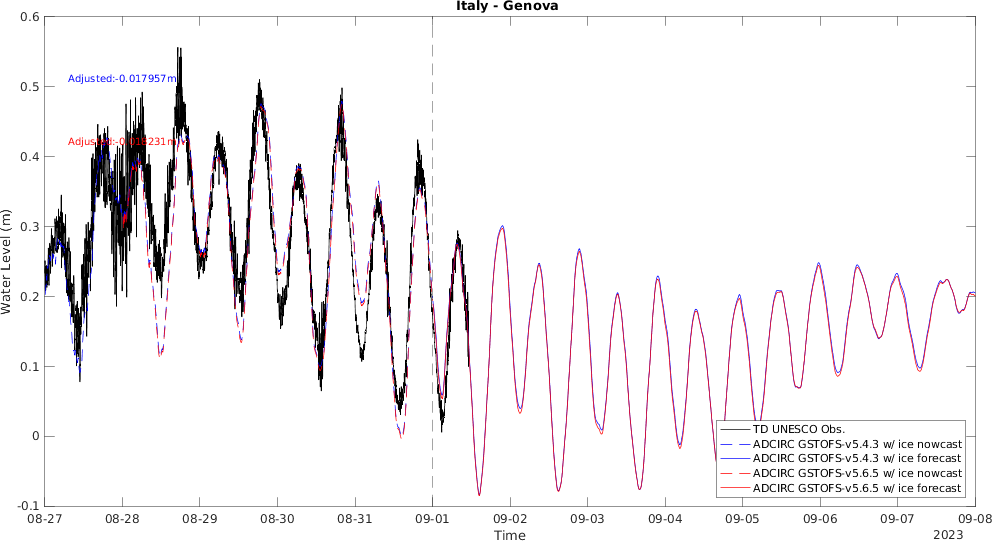 Italy - Genova
0.6
0.5
0.4
0.3
0.2
0.1
0
-0.1
Water Level (m)
Adjusted:-0.017957m
08-27
08-28
08-29
08-30
08-31
09-01
09-02
09-03
09-04
09-05
09-06
09-07
09-08
Time
2023
TD UNESCO Obs.
ADCIRC GSTOFS-v5.4.3 w/ ice nowcast
ADCIRC GSTOFS-v5.4.3 w/ ice forecast
ADCIRC GSTOFS-v5.6.5 w/ ice nowcast
ADCIRC GSTOFS-v5.6.5 w/ ice forecast